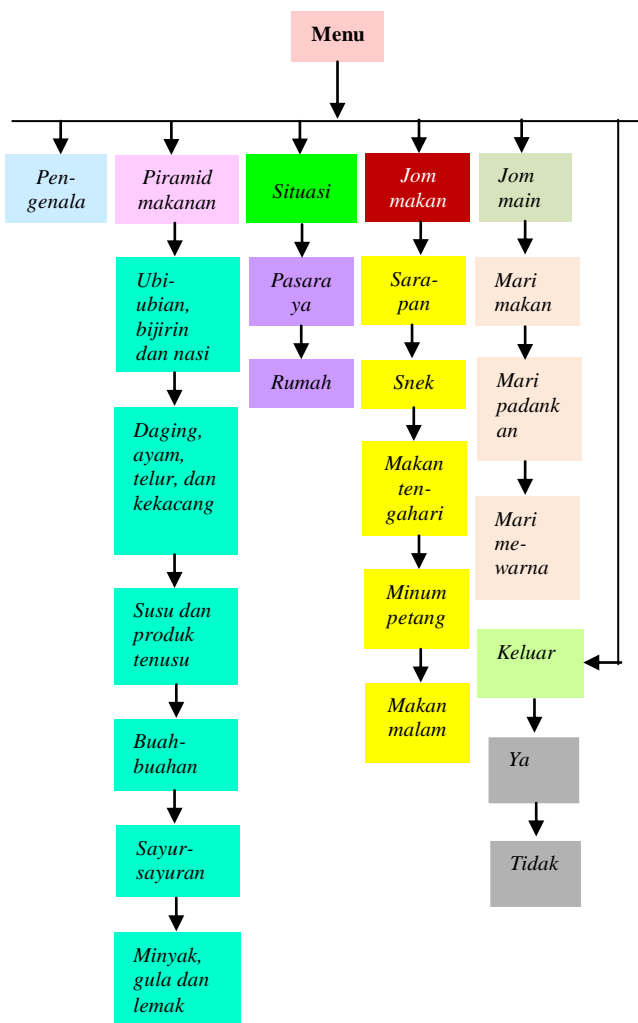 Menu
Pen-
genala
Piramid
makanan
Situasi
Jom
makan
Jom
main
Ubi-
ubian,
bijirin
dan nasi
Daging,
ayam,
telur, dan
kekacang
Susu dan
produk
tenusu
Buah-
buahan
Sayur-
sayuran
Minyak,
gula dan
lemak
Pasara
ya
Rumah
Sara-
pan
Snek
Makan
ten-
gahari
Minum
petang
Makan
malam
Mari
makan
Mari
padank
an
Mari
me-
warna
Keluar
Ya
Tidak